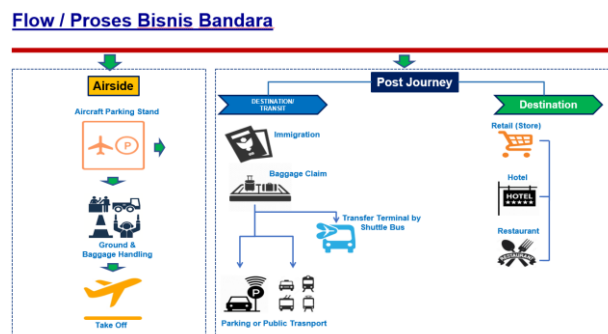 Flow / Proses Bisnis Bandara
Airside
Aircraft Parking Stand
P
Ground &
Baggage Handling
Take Off
Post Journey
DESTINATION/
TRANSIT
Immigration
Baggage Claim
Transfer Terminal by
Shuttle Bus
P
Parking or Public Trasnport
Destination
Retail (Store)
Hotel
HOTEL
Restaurant